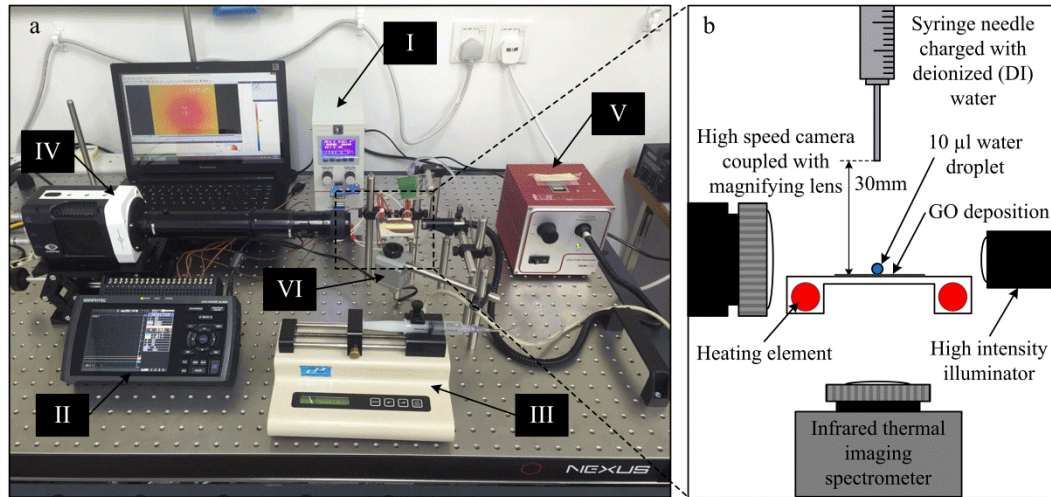 a
I
V
IV
VI
GRAPHTEC
II
III
NEXUS
b
Syringe needle
charged with
deionized (DI)
water
High speed camera
coupled with
magnifying lens
10 µl water
droplet
30mm
GO deposition
Heating element
High intensity
illuminator
Infrared thermal
imaging
spectrometer